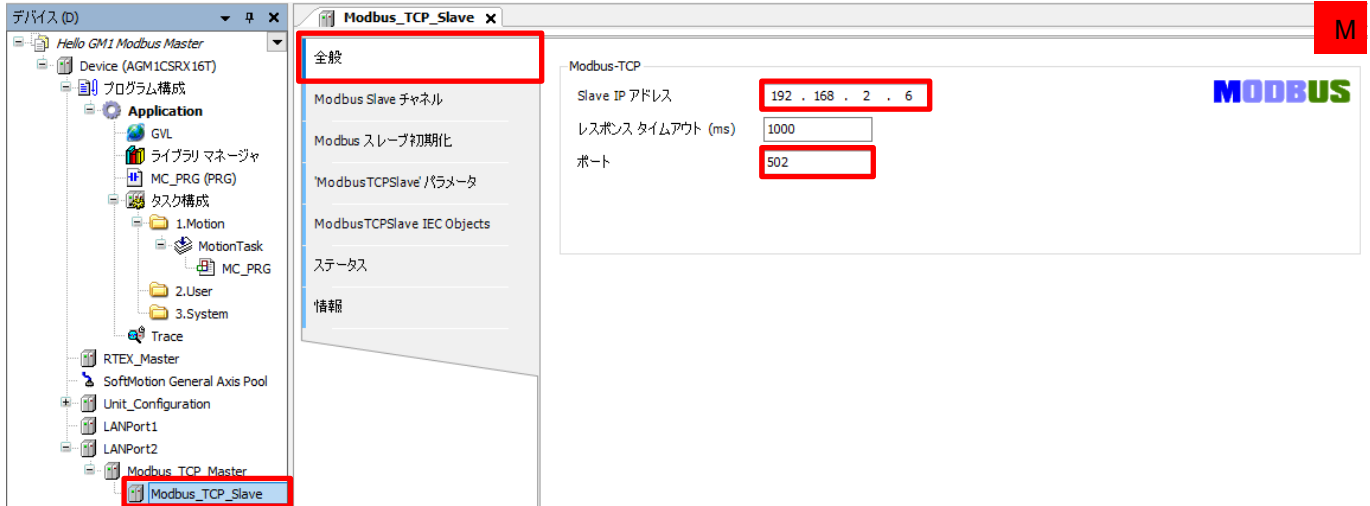 デバイス (D)
Hello GM1 Modbus Master
Device (AGM1CSRX16T)
プログラム構成
Application
GVL
ライブラリ マネージャ
MC_PRG (PRG)
タスク構成
1.Motion
MotionTask
MC_PRG
2.User
3.System
Trace
RTEX_Master
SoftMotion General Axis Pool
Unit_Configuration
LANPort1
LANPort2
Modbus_TCP_Master
Modbus_TCP_Slave
Modbus_TCP_Slave
全般
Modbus Slave チャネル
Modbus スレーブ初期化
'ModbusTCPSlave' パラメータ
ModbusTCPSlave IEC Objects
ステータス
情報
M
Modbus-TCP
MODBUS
Slave IP アドレス 192 . 168 . 2 . 6
レスポンス タイムアウト (ms) 1000
ポート 502